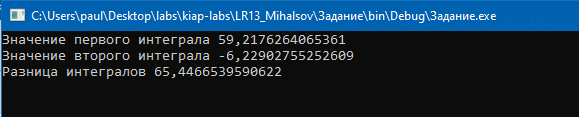 C:\Users\paul\Desktop\labs\kiap-labs\LR13_Mihalsov\Задание\bin\Debug\Задание.exe
Значение первого интеграла 59,2176264065361
Значение второго интеграла -6,22902755252609
Разница интегралов 65,4466539590622